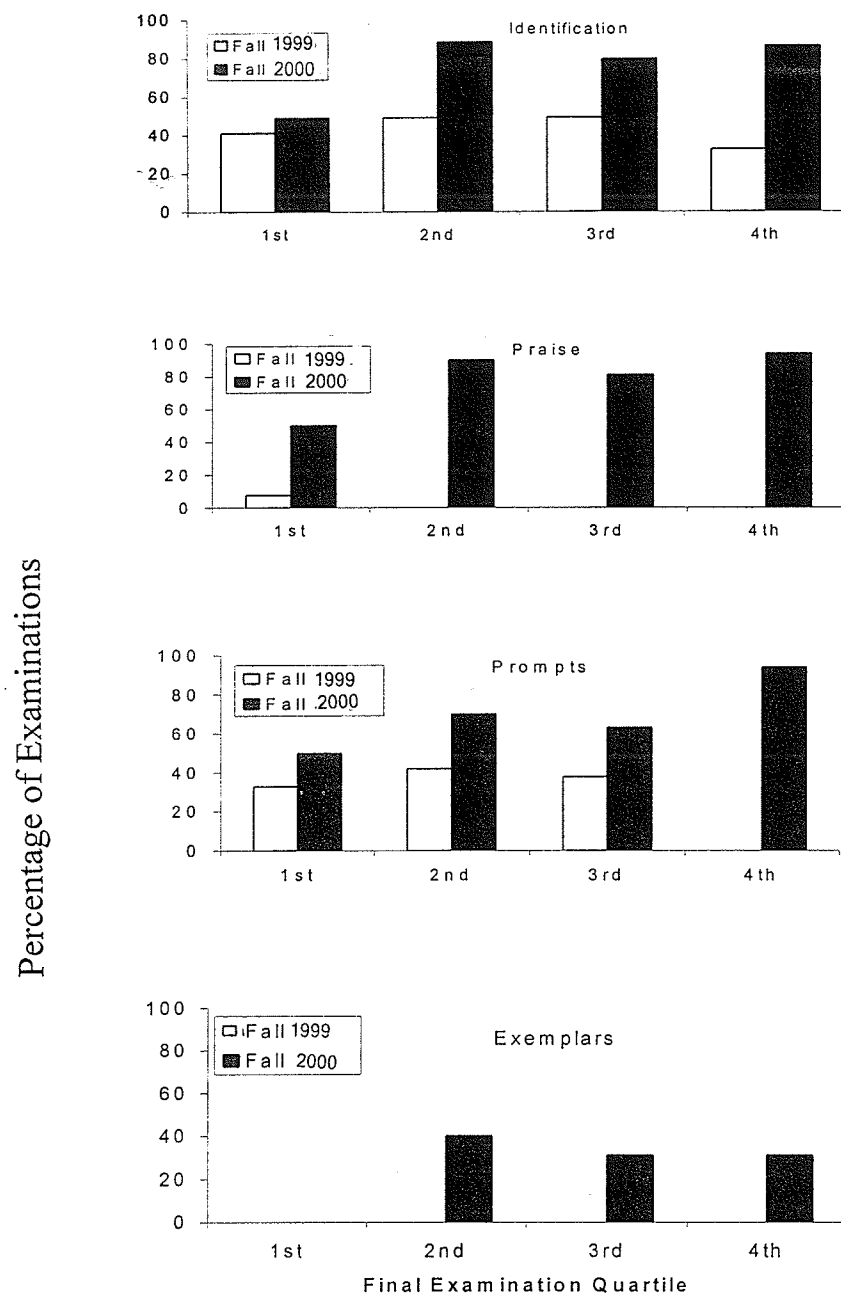 Percentage of Examinations
Identification
Fall 1999
Fall 2000
100
80
60
40
20
0
1st 2nd 3rd 4th
Praise
Fall 1999
Fall 2000
100
80
60
40
20
0
1st 2nd 3rd 4th
Prompts
Fall 1999
Fall 2000
100
80
60
40
20
0
1st 2nd 3rd 4th
Exemplars
Fall 1999
Fall 2000
100
80
60
40
20
0
1st 2nd 3rd 4th
Final Examination Quartile